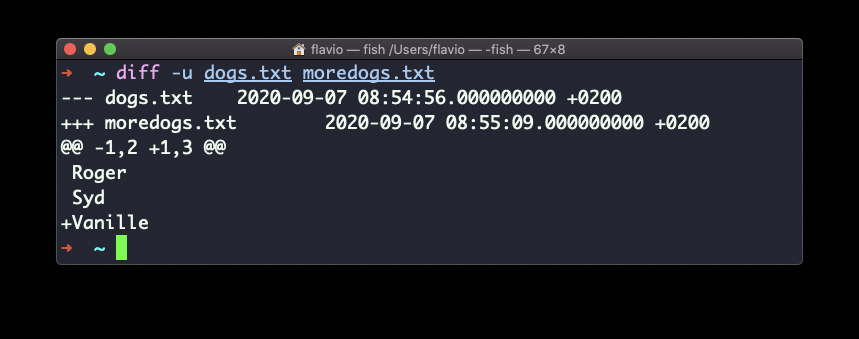 flavio — fish /Users/flavio — -fish — 67×8
➜ ~ diff -u dogs.txt moredogs.txt
--- dogs.txt 2020-09-07 08:54:56.000000000 +0200
+++ moredogs.txt 2020-09-07 08:55:09.000000000 +0200
@@ -1,2 +1,3 @@
 Roger
 Syd
+Vanille
➜ ~